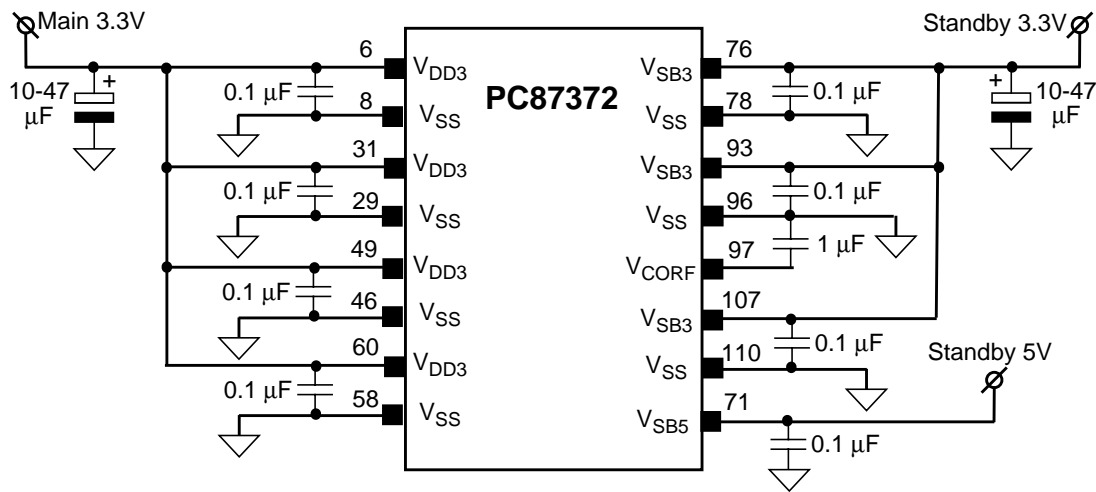 Main 3.3V
10-47
μF
+
6
VDD3
0.1 μF
8
VSS
31
VDD3
0.1 μF
29
VSS
49
VDD3
0.1 μF
46
VSS
60
VDD3
0.1 μF
58
VSS
PC87372
Standby 3.3V
76
VSB3
0.1 μF
78
VSS
+
10-47
μF
93
VSB3
0.1 μF
96
VSS
1 μF
97
VCORF
107
VSB3
0.1 μF
110
VSS
Standby 5V
71
VSB5
0.1 μF